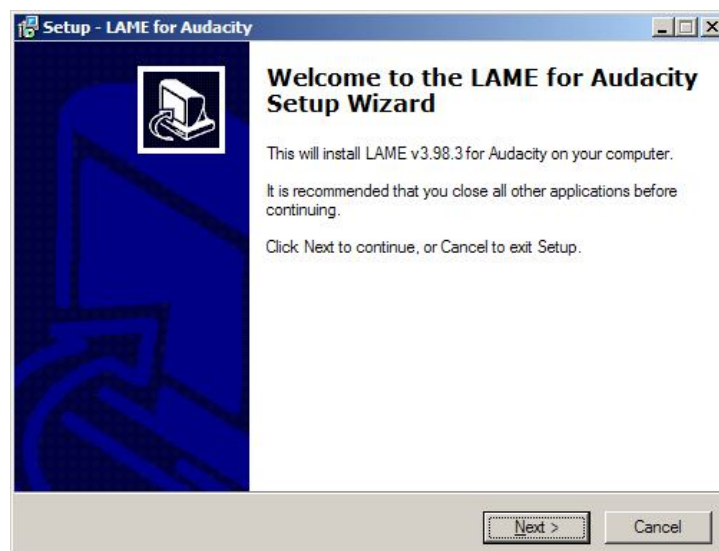 Setup - LAME for Audacity
Welcome to the LAME for Audacity
Setup Wizard
This will install LAME v3.98.3 for Audacity on your computer.
It is recommended that you close all other applications before
continuing.
Click Next to continue, or Cancel to exit Setup.
Next >
Cancel